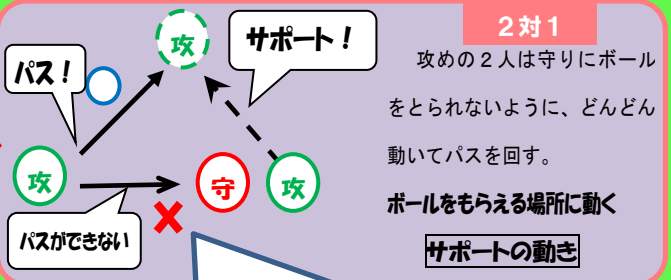 2対1
攻
サポート！
パス！
攻めの2人は守りにボール
をとられないように、どんどん
動いてパスを回す。
攻
守
攻
ボールをもらえる場所に動く
パスができない
サポートの動き